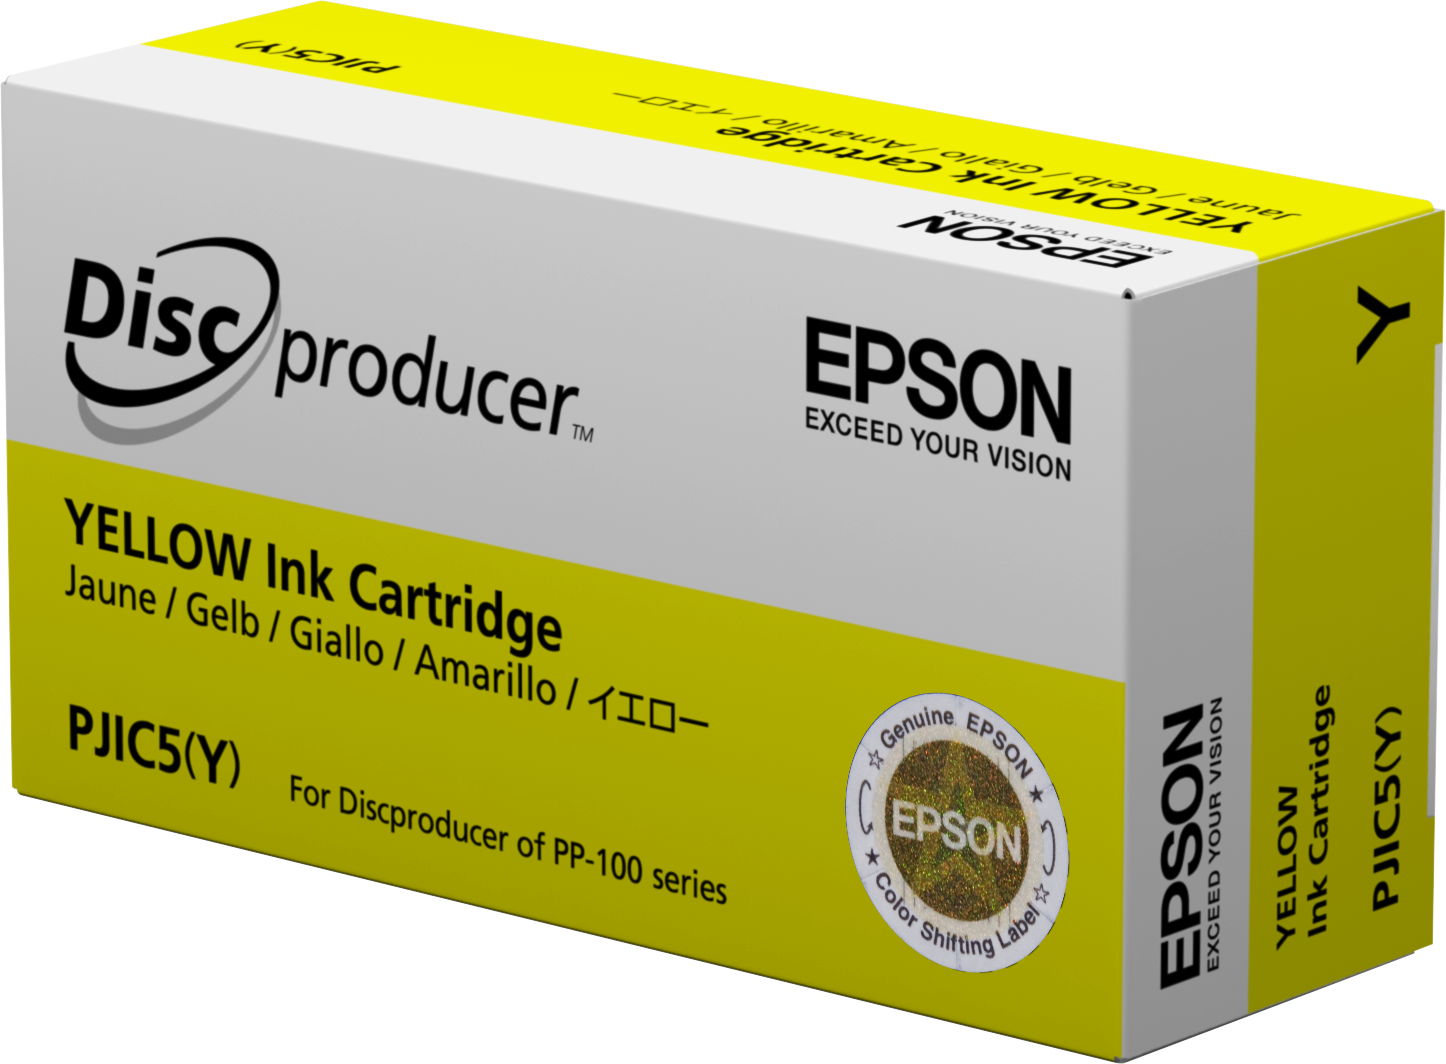 PJIC5(Y)
Jaune / Gelb / Giallo / Amarillo / イエロー
YELLOW Ink Cartridge
EPSON
EXCEED YOUR VISION
Disc producer™
EPSON
EXCEED YOUR VISION
YELLOW Ink Cartridge
Jaune / Gelb / Giallo / Amarillo / イエロー
PJIC5(Y)
For Discproducer of PP-100 series
Genuine EPSON
EPSON
Color Shifting Label
EPSON
EXCEED YOUR VISION
Y
YELLOW
Ink Cartridge
PJIC5(Y)